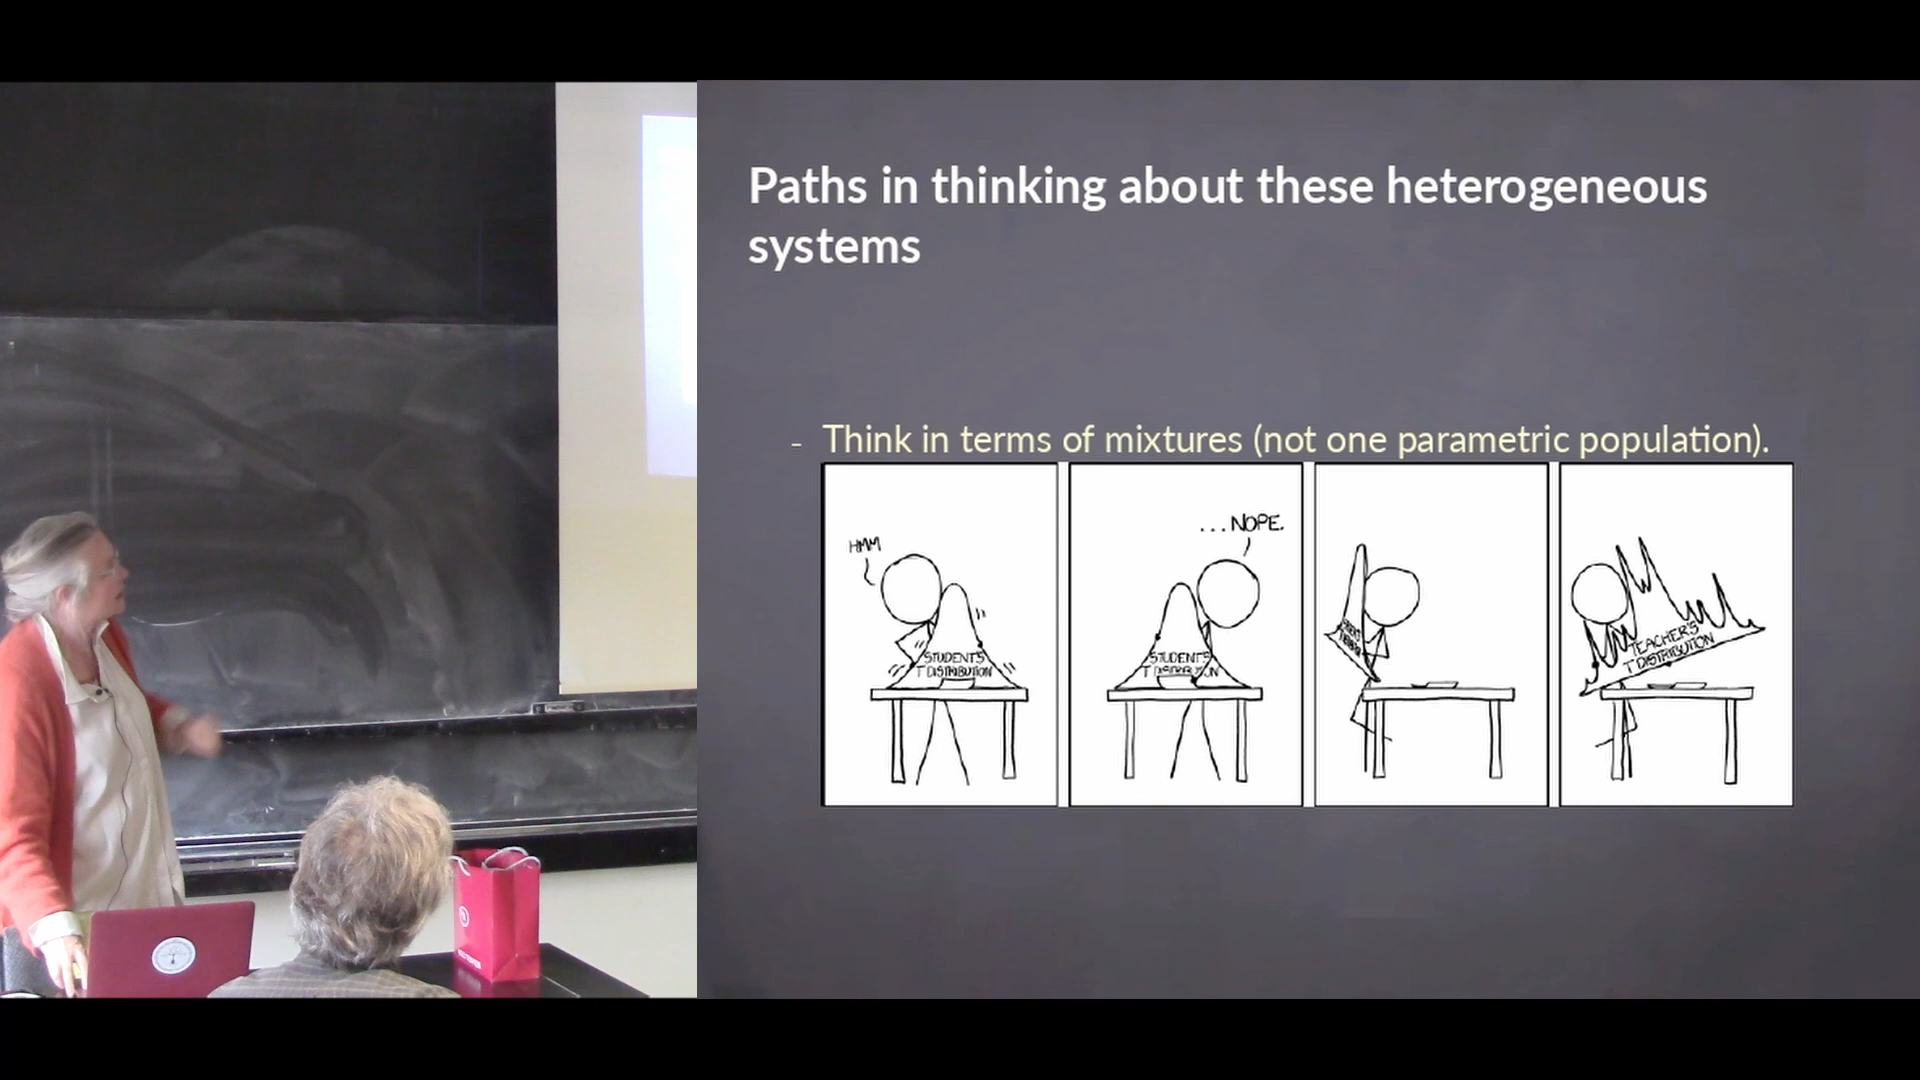 Paths in thinking about these heterogeneous
systems
- Think in terms of mixtures (not one parametric population).
HMM
STUDENT'S
T DISTRIBUTION
...NOPE.
STUDENT'S
T DISTRIBUTION
TEACHER'S
T DISTRIBUTION